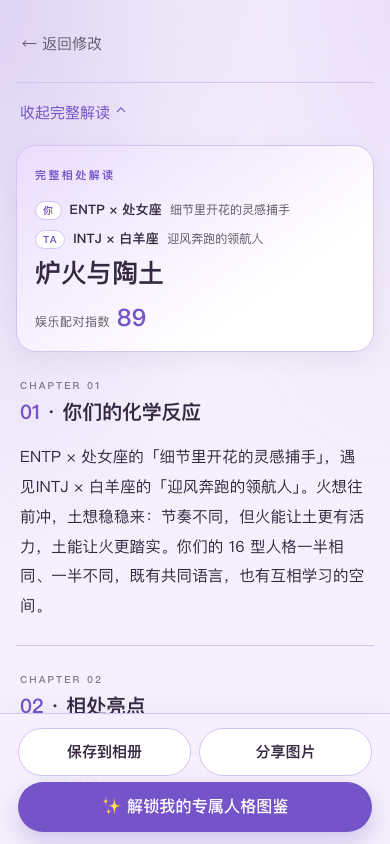 ← 返回修改
收起完整解读 ^
完整相处解读
你 ENTP × 处女座 细节里开花的灵感捕手
TA INTJ × 白羊座 迎风奔跑的领航人
炉火与陶土
娱乐配对指数 89
CHAPTER 01
01 · 你们的化学反应
ENTP × 处女座的「细节里开花的灵感捕手」，遇
见INTJ × 白羊座的「迎风奔跑的领航人」。火想往
前冲，土想稳稳来：节奏不同，但火能让土更有活
力，土能让火更踏实。你们的 16 型人格一半相
同、一半不同，既有共同语言，也有互相学习的空
间。
CHAPTER 02
02 · 相处亮点
保存到相册 分享图片
✨ 解锁我的专属人格图鉴